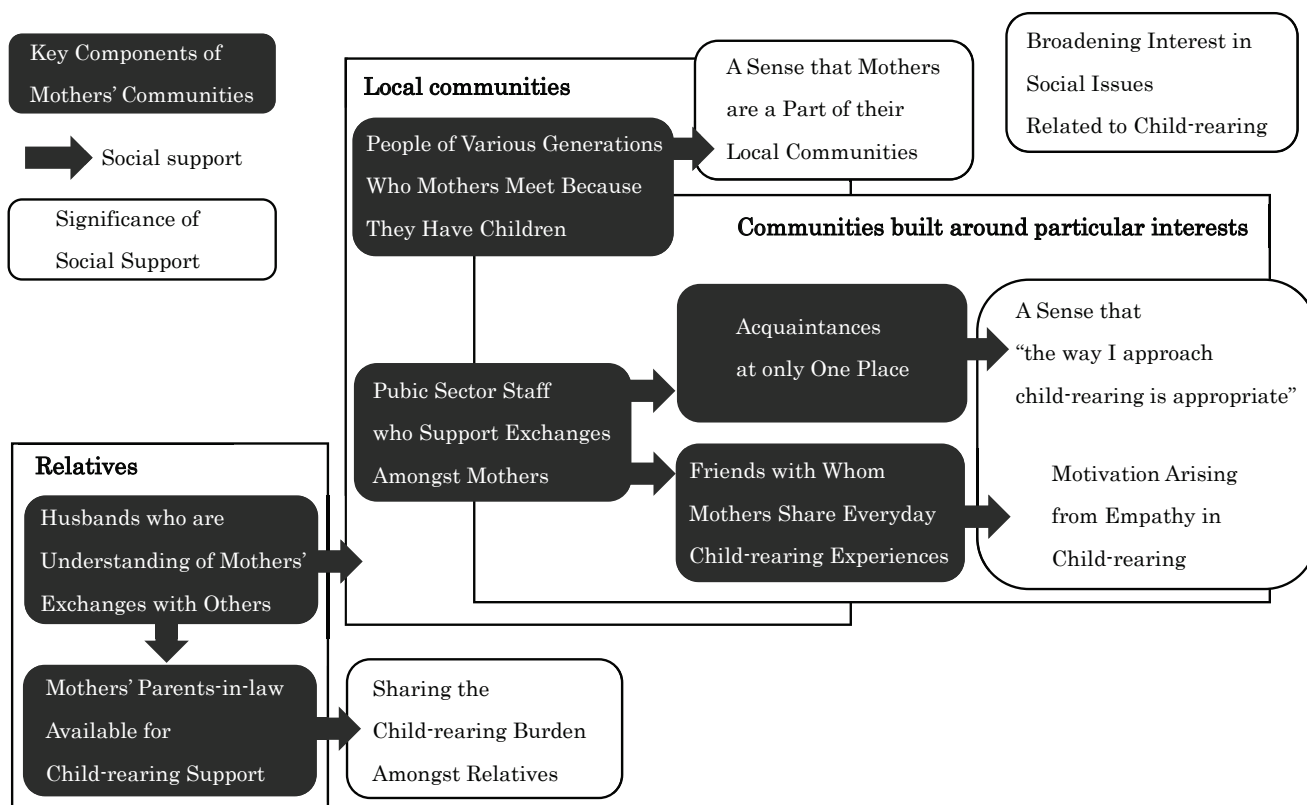 Key Components of
Mothers' Communities
Social support
Significance of
Social Support
Local communities
People of Various Generations
Who Mothers Meet Because
They Have Children
A Sense that Mothers
are a Part of their
Local Communities
Broadening Interest in
Social Issues
Related to Child-rearing
Communities built around particular interests
Acquaintances
at only One Place
A Sense that
“the way I approach
child-rearing is appropriate”
Pubic Sector Staff
who Support Exchanges
Amongst Mothers
Friends with Whom
Mothers Share Everyday
Child-rearing Experiences
Motivation Arising
from Empathy in
Child-rearing
Relatives
Husbands who are
Understanding of Mothers'
Exchanges with Others
Mothers' Parents-in-law
Available for
Child-rearing Support
Sharing the
Child-rearing Burden
Amongst Relatives